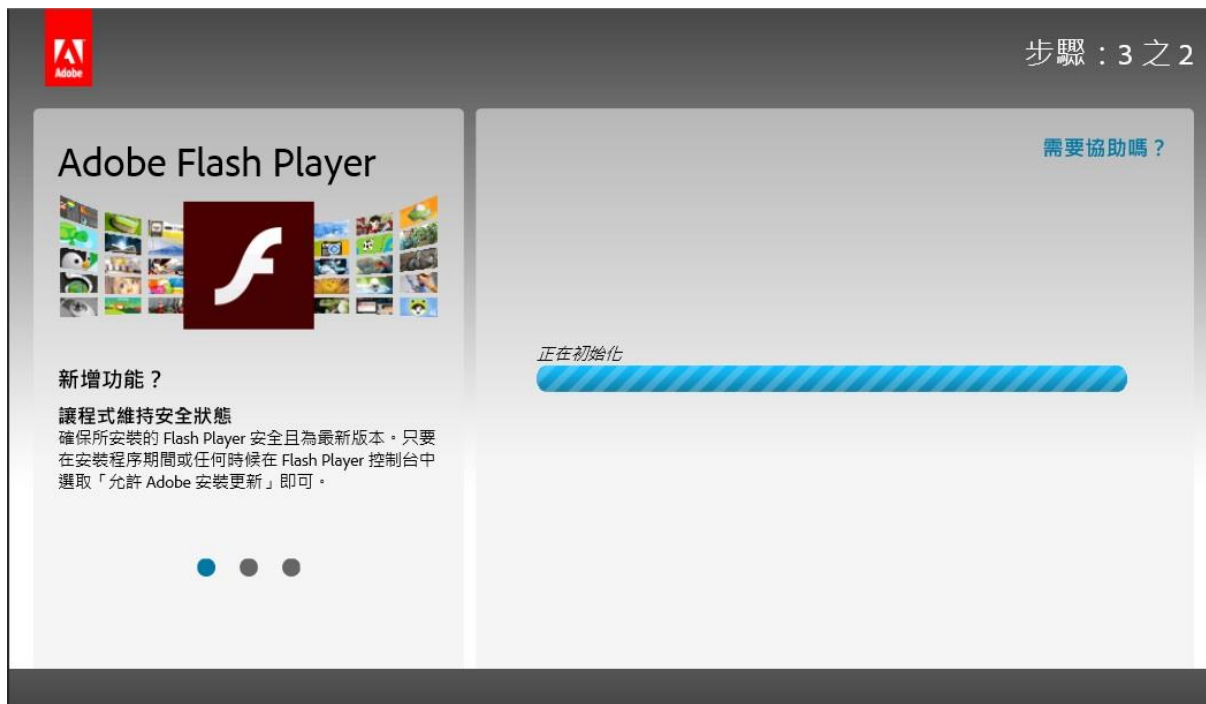 Adobe
步驟：3 之 2
Adobe Flash Player
需要協助嗎？
新增功能？
讓程式維持安全狀態
確保所安裝的 Flash Player 安全且為最新版本。只要
在安裝程序期間或任何時候在 Flash Player 控制台中
選取「允許 Adobe 安裝更新」即可。
正在初始化